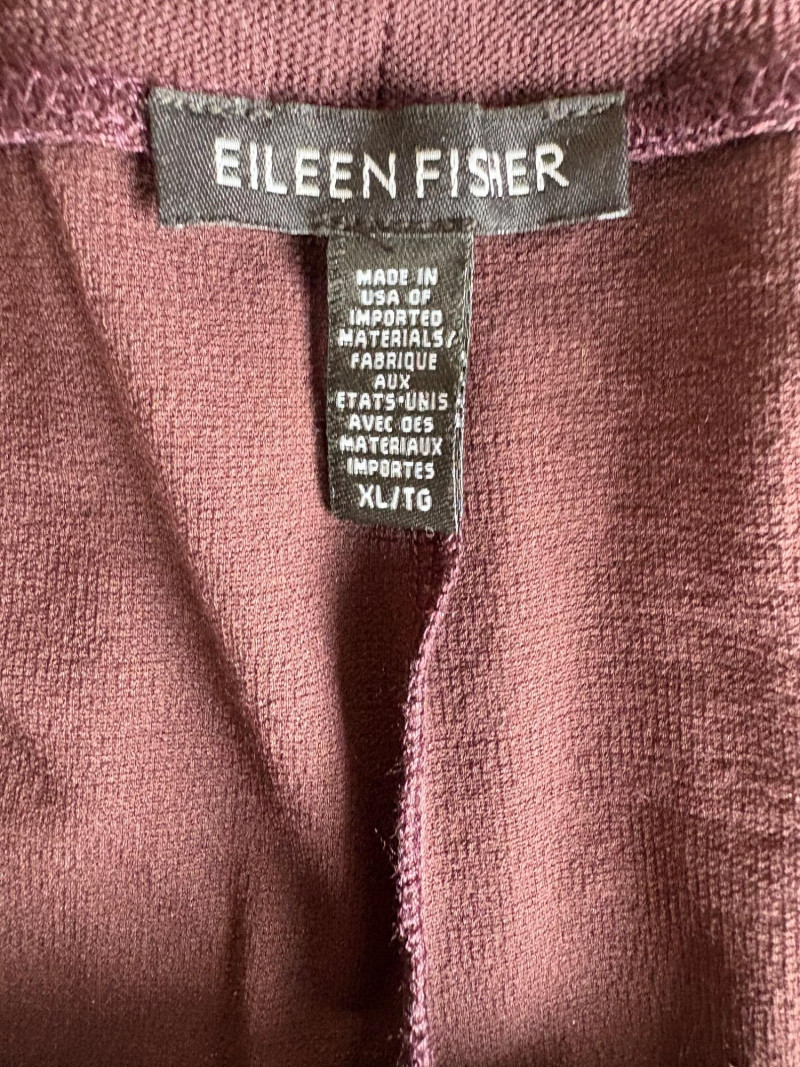 EILEEN FISHER
MADE IN
USA OF
IMPORTED
MATERIALS/
FABRIQUE
AUX
ETATS-UNIS
AVEC DES
MATERIAUX
IMPORTES
XL/TG